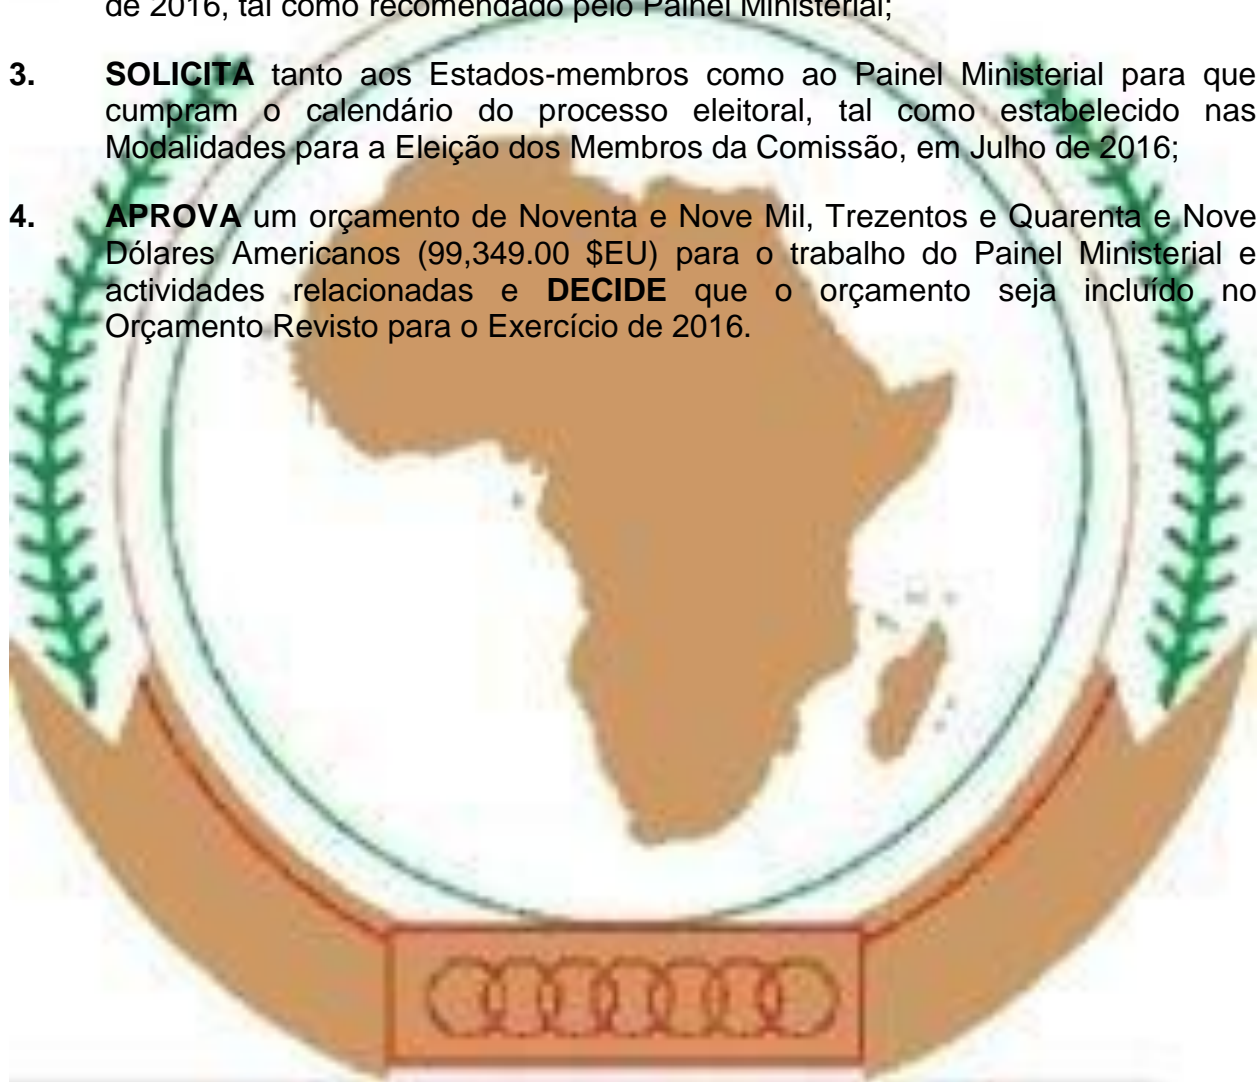 de 2016, tal como recomendado pelo Painel Ministerial;
3. SOLICITA tanto aos Estados-membros como ao Painel Ministerial para que
cumpram o calendário do processo eleitoral, tal como estabelecido nas
Modalidades para a Eleição dos Membros da Comissão, em Julho de 2016;
4. APROVA um orçamento de Noventa e Nove Mil, Trezentos e Quarenta e Nove
Dólares Americanos (99,349.00 $EU) para o trabalho do Painel Ministerial e
actividades relacionadas e DECIDE que o orçamento seja incluído no
Orçamento Revisto para o Exercício de 2016.